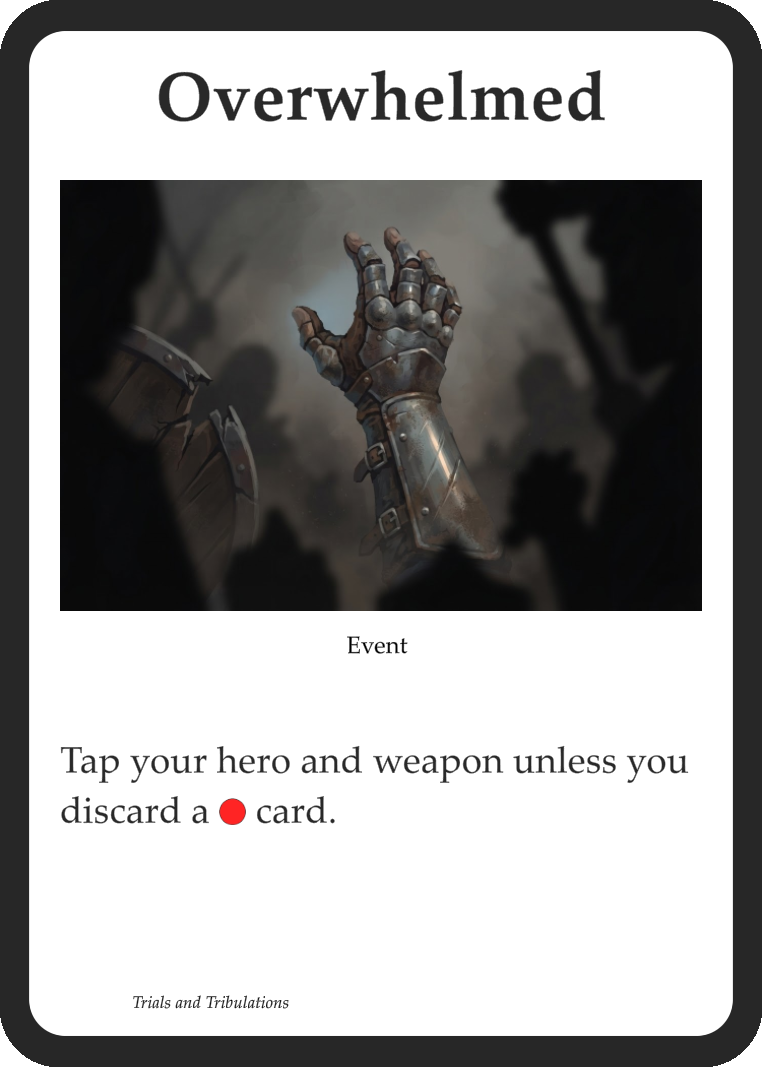 Overwhelmed
Event
Tap your hero and weapon unless you
discard a card.
Trials and Tribulations